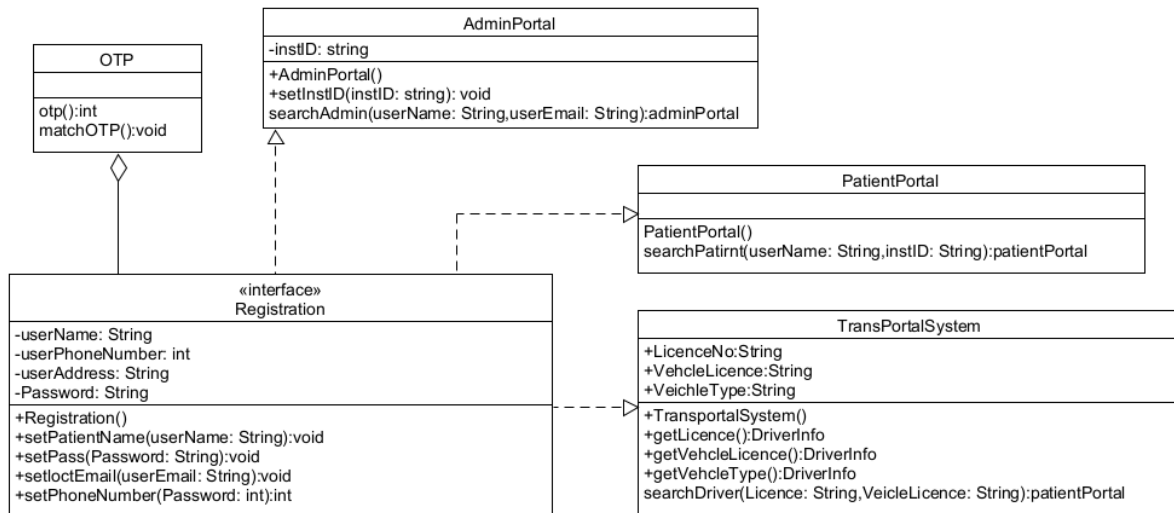 OTP
otp():int
matchOTP():void
AdminPortal
-instID: string
+AdminPortal()
+setInstID(instID: string): void
searchAdmin(userName: String,userEmail: String):adminPortal
PatientPortal
PatientPortal()
searchPatirnt(userName: String,instID: String):patientPortal
«interface»
Registration
-userName: String
-userPhoneNumber: int
-userAddress: String
-Password: String
+Registration()
+setPatientName(userName: String):void
+setPass(Password: String):void
+setloctEmail(userEmail: String):void
+setPhoneNumber(Password: int):int
TransPortalSystem
+LicenceNo:String
+VehcleLicence:String
+VeichleType:String
+TransportalSystem()
+getLicence():DriverInfo
+getVehcleLicence():DriverInfo
+getVehcleType():DriverInfo
searchDriver(Licence: String,VeicleLicence: String):patientPortal